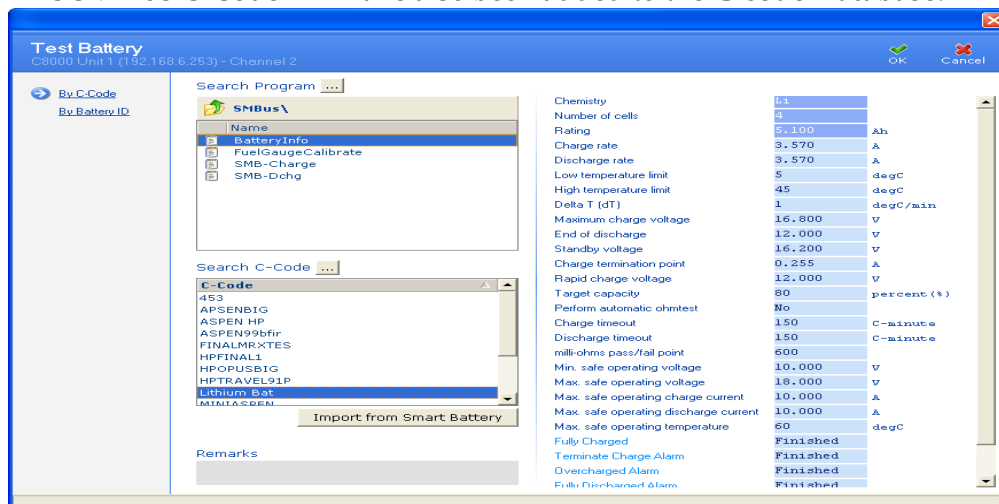 Test Battery
C8000 Unit 1 (192.168.6.253) - Channel 2
OK
Cancel
By C-Code
By Battery ID
Search Program ...
SMBus\
Name
BatteryInfo
FuelGaugeCalibrate
SMB-Charge
SMB-Dchg
Search C-Code ...
C-Code
453
APSENBIG
ASPEN HP
ASPEN99bfir
FINALMRXTES
HPFINAL1
HPOPUSBIG
HPTRAVEL91P
Lithium Bat
MINIASPEN
Import from Smart Battery
Remarks
Chemistry Li
Number of cells 4
Rating 5.100 Ah
Charge rate 3.570 A
Discharge rate 3.570 A
Low temperature limit 5 degC
High temperature limit 45 degC
Delta T (dT) 1 degC/min
Maximum charge voltage 16.800 V
End of discharge 12.000 V
Standby voltage 16.200 V
Charge termination point 0.255 A
Rapid charge voltage 12.000 V
Target capacity 80 percent(%)
Perform automatic ohmtest No
Charge timeout 150 C-minute
Discharge timeout 150 C-minute
milli-ohms pass/fail point 600
Min. safe operating voltage 10.000 V
Max. safe operating voltage 18.000 V
Max. safe operating charge current 10.000 A
Max. safe operating discharge current 10.000 A
Max. safe operating temperature 60 degC
Fully Charged Finished
Terminate Charge Alarm Finished
Overcharged Alarm Finished
Fully Discharged Alarm Finished